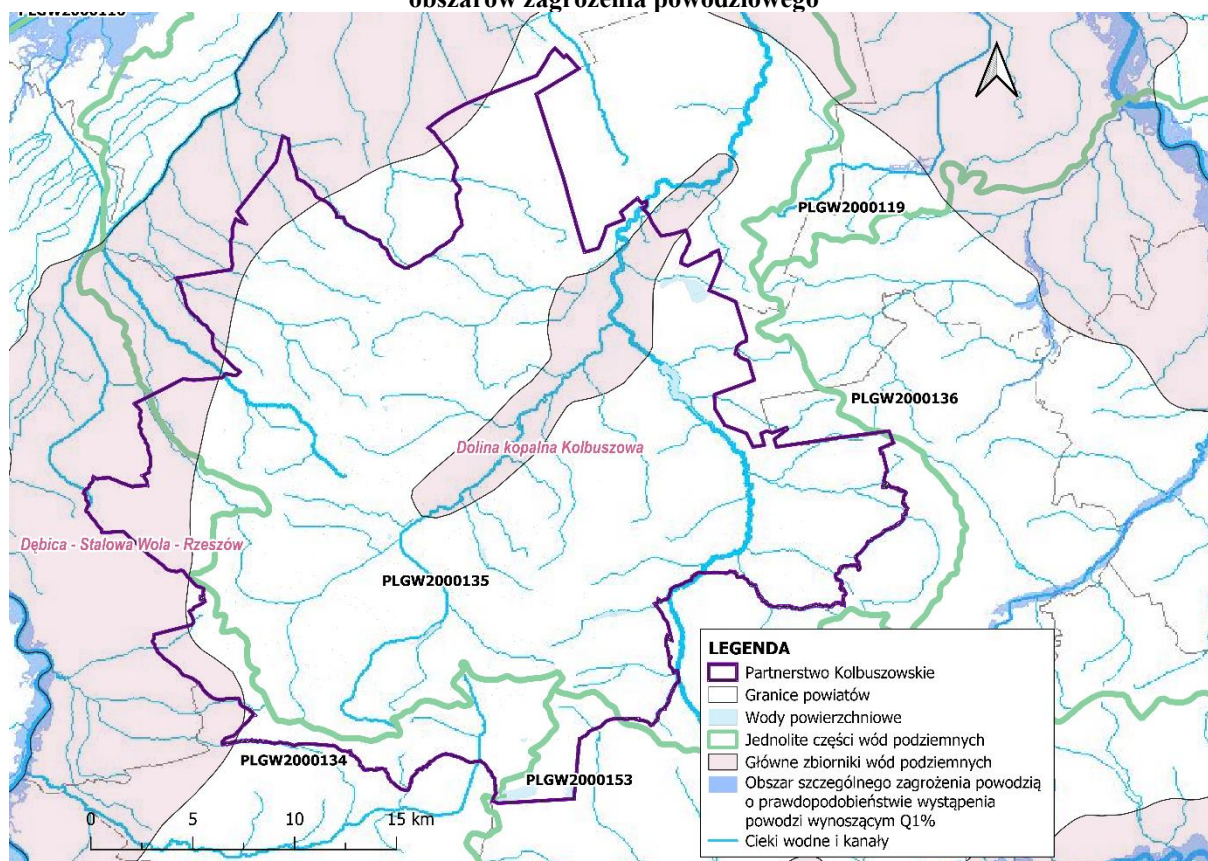 obszarów zagrożenia powodziowego
PLGW2000119
PLGW2000136
Dolina kopalna Kolbuszowa
Dębica - Stalowa Wola - Rzeszów
PLGW2000135
PLGW2000134
PLGW2000153
0 5 10 15 km
LEGENDA
Partnerstwo Kolbuszowskie
Granice powiatów
Wody powierzchniowe
Jednolite części wód podziemnych
Główne zbiorniki wód podziemnych
Obszar szczególnego zagrożenia powodzią
o prawdopodobieństwie wystąpenia
powodzi wynoszącym Q1%
Cieki wodne i kanały